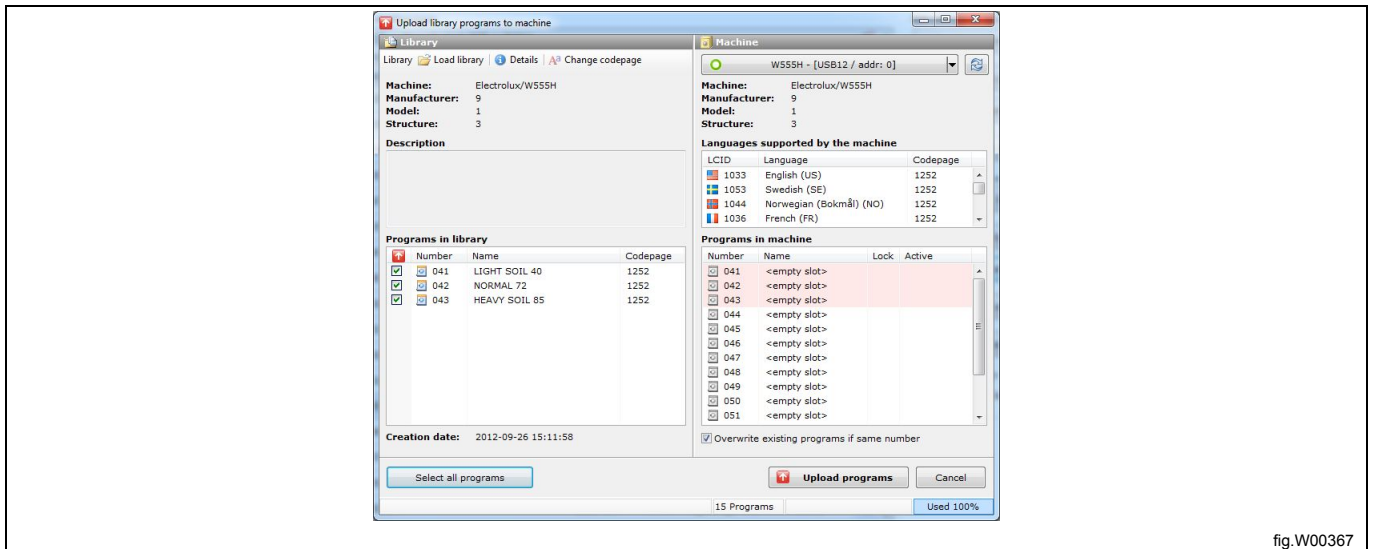 Upload library programs to machine
Library
Library Load library Details Change codepage
Machine: Electrolux/W555H
Manufacturer: 9
Model: 1
Structure: 3
Description
Programs in library
Number Name Codepage
041 LIGHT SOIL 40 1252
042 NORMAL 72 1252
043 HEAVY SOIL 85 1252
Creation date: 2012-09-26 15:11:58
Select all programs
Machine
W555H - [USB12 / addr: 0]
Machine: Electrolux/W555H
Manufacturer: 9
Model: 1
Structure: 3
Languages supported by the machine
LCID Language Codepage
1033 English (US) 1252
1053 Swedish (SE) 1252
1044 Norwegian (Bokmål) (NO) 1252
1036 French (FR) 1252
Programs in machine
Number Name Lock Active
041 <empty slot>
042 <empty slot>
043 <empty slot>
044 <empty slot>
045 <empty slot>
046 <empty slot>
047 <empty slot>
048 <empty slot>
049 <empty slot>
050 <empty slot>
051 <empty slot>
Overwrite existing programs if same number
Upload programs Cancel
15 Programs Used 100%
fig.W00367